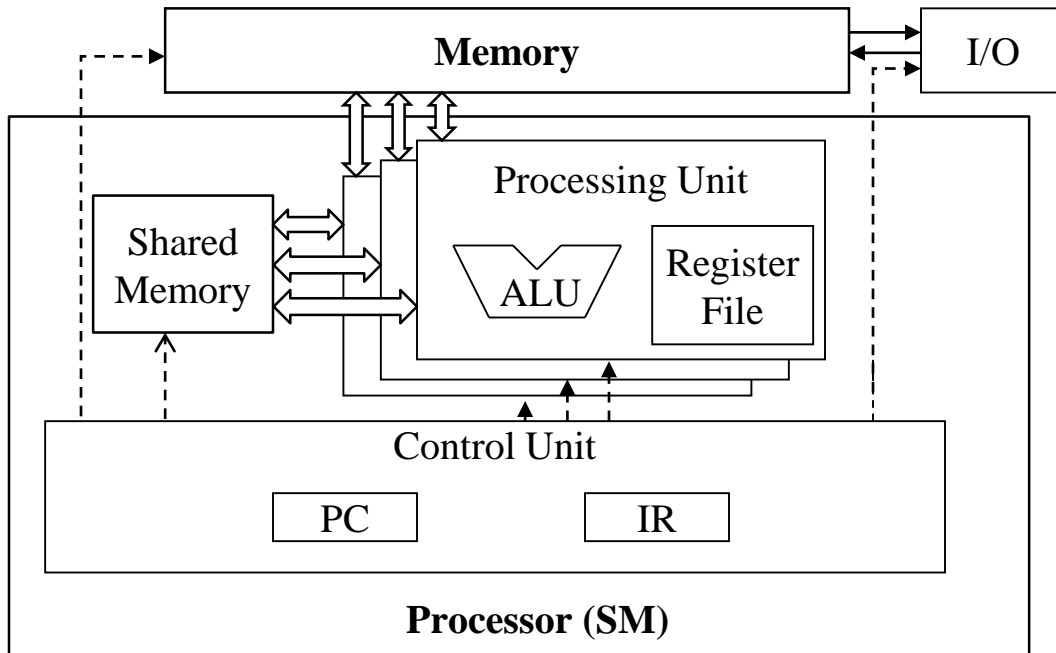 Memory
I/O
Processing Unit
Shared
Memory
ALU
Register
File
Control Unit
PC
IR
Processor (SM)